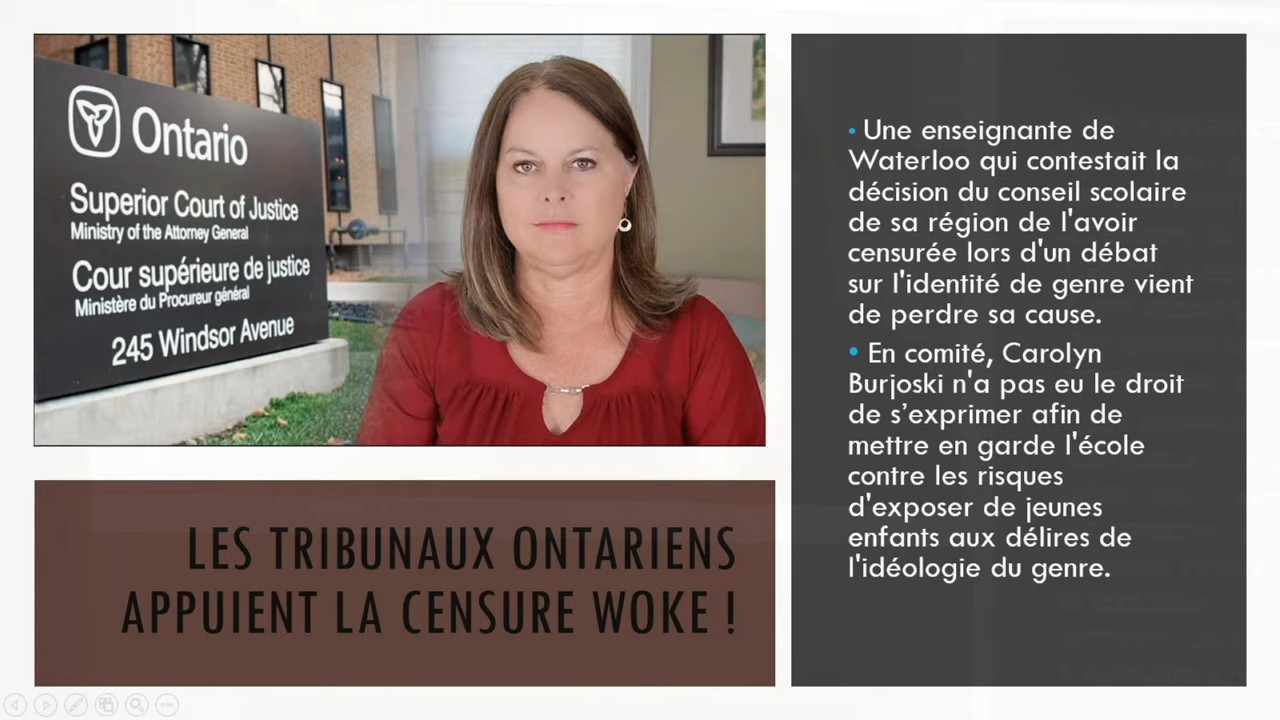 Ontario
Superior Court of Justice
Ministry of the Attorney General
Cour supérieure de justice
Ministère du Procureur général
245 Windsor Avenue
LES TRIBUNAUX ONTARIENS
APPUIENT LA CENSURE WOKE !
• Une enseignante de
Waterloo qui contestait la
décision du conseil scolaire
de sa région de l'avoir
censurée lors d'un débat
sur l'identité de genre vient
de perdre sa cause.
• En comité, Carolyn
Burjoski n'a pas eu le droit
de s’exprimer afin de
mettre en garde l'école
contre les risques
d'exposer de jeunes
enfants aux délires de
l'idéologie du genre.